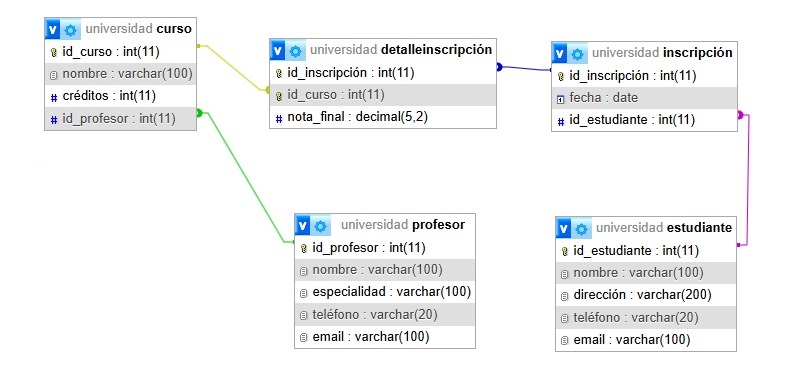 universidad curso
id_curso : int(11)
nombre : varchar(100)
créditos : int(11)
id_profesor : int(11)
universidad detalleinscripción
id_inscripción : int(11)
id_curso : int(11)
nota_final : decimal(5,2)
universidad inscripción
id_inscripción : int(11)
fecha : date
id_estudiante : int(11)
universidad profesor
id_profesor : int(11)
nombre : varchar(100)
especialidad : varchar(100)
teléfono : varchar(20)
email : varchar(100)
universidad estudiante
id_estudiante : int(11)
nombre : varchar(100)
dirección : varchar(200)
teléfono : varchar(20)
email : varchar(100)